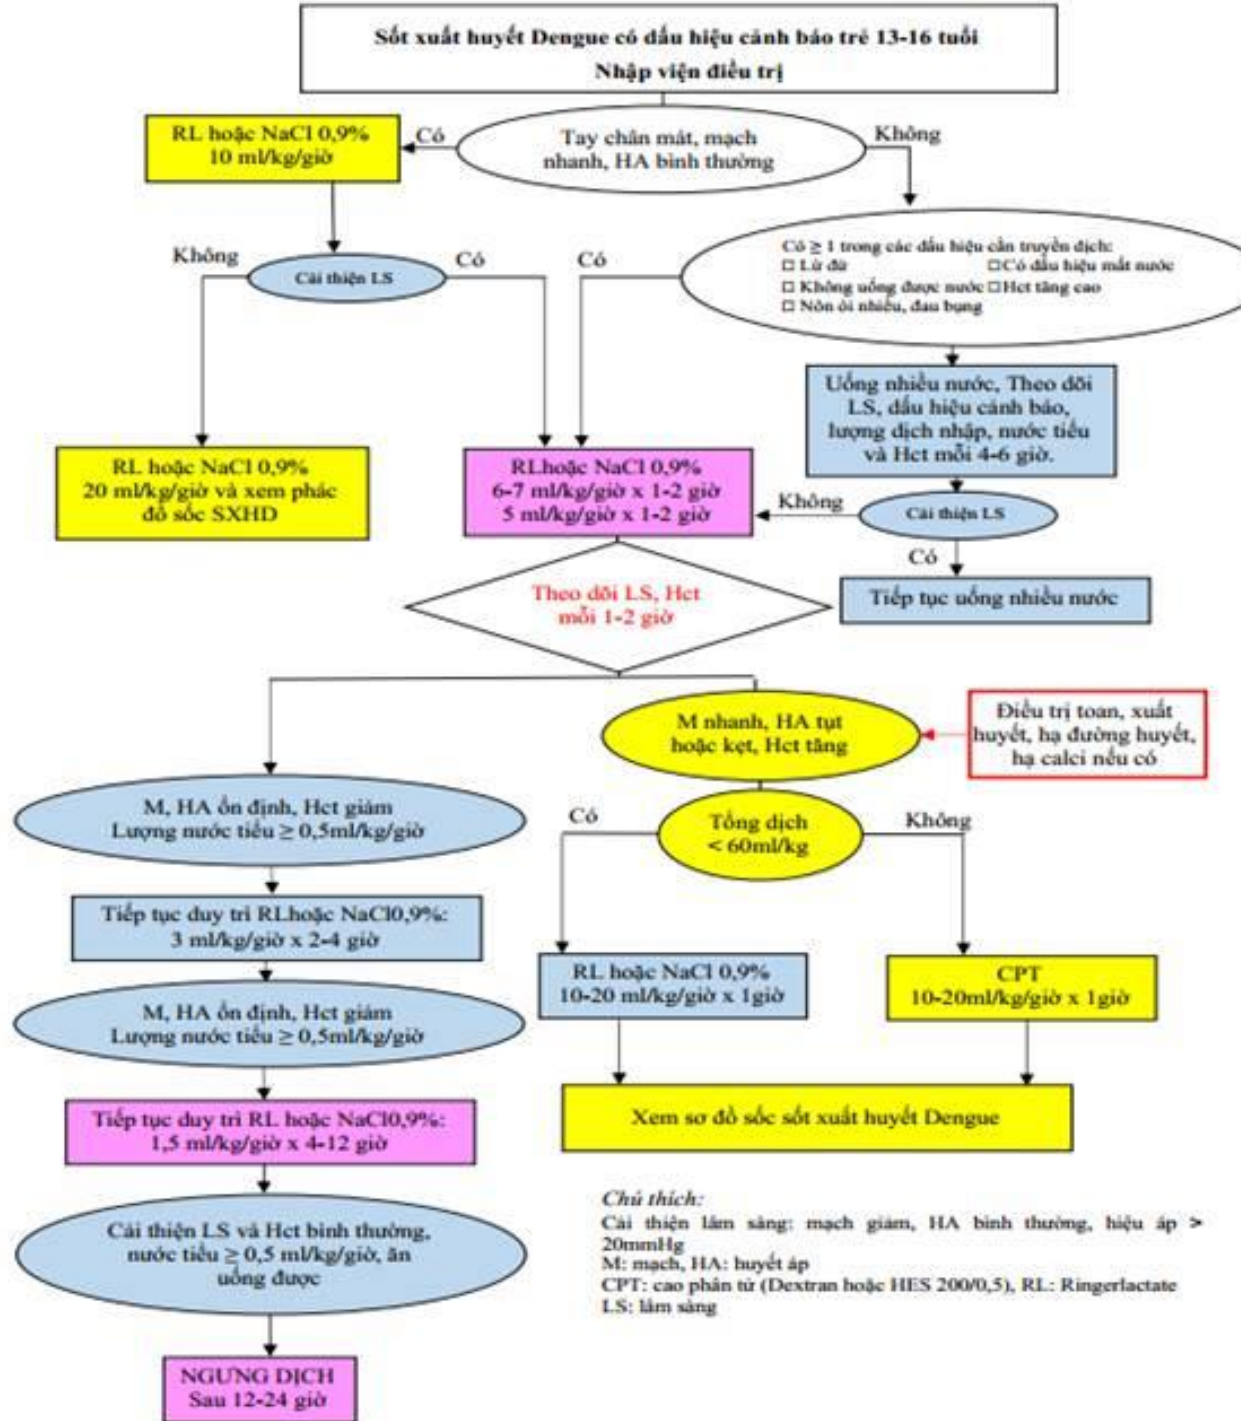 Sốt xuất huyết Dengue có dấu hiệu cảnh báo trẻ 13-16 tuổi
Nhập viện điều trị
RL hoặc NaCl 0,9%
10 ml/kg/giờ
Có
Tay chân mát, mạch
nhanh, HA bình thường
Không
Không
Cải thiện LS
Có
Có
Có ≥ 1 trong các dấu hiệu cần truyền dịch:
□ Lừ đừ □ Có dấu hiệu mất nước
□ Không uống được nước □ Hct tăng cao
□ Nôn ói nhiều, đau bụng
Uống nhiều nước, Theo dõi
LS, dấu hiệu cảnh báo,
lượng dịch nhập, nước tiểu
và Hct mỗi 4-6 giờ.
RL hoặc NaCl 0,9%
20 ml/kg/giờ và xem phác
đồ sốc SXHD
RLhoặc NaCl 0,9%
6-7 ml/kg/giờ x 1-2 giờ
5 ml/kg/giờ x 1-2 giờ
Không
Cải thiện LS
Có
Tiếp tục uống nhiều nước
Theo dõi LS, Hct
mỗi 1-2 giờ
M nhanh, HA tụt
hoặc kẹt, Hct tăng
Điều trị toan, xuất
huyết, hạ đường huyết,
hạ calci nếu có
M, HA ổn định, Hct giảm
Lượng nước tiểu ≥ 0,5ml/kg/giờ
Có
Tổng dịch
< 60ml/kg
Không
Tiếp tục duy trì RLhoặc NaCl0,9%:
3 ml/kg/giờ x 2-4 giờ
RL hoặc NaCl 0,9%
10-20 ml/kg/giờ x 1giờ
CPT
10-20ml/kg/giờ x 1giờ
M, HA ổn định, Hct giảm
Lượng nước tiểu ≥ 0,5ml/kg/giờ
Tiếp tục duy trì RL hoặc NaCl0,9%:
1,5 ml/kg/giờ x 4-12 giờ
Xem sơ đồ sốc sốt xuất huyết Dengue
Cải thiện LS và Hct bình thường,
nước tiểu ≥ 0,5 ml/kg/giờ, ăn
uống được
NGƯNG DỊCH
Sau 12-24 giờ
Chú thích:
Cải thiện lâm sàng: mạch giảm, HA bình thường, hiệu áp >
20mmHg
M: mạch, HA: huyết áp
CPT: cao phân tử (Dextran hoặc HES 200/0,5), RL: Ringerlactate
LS: lâm sàng